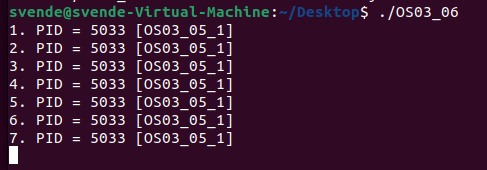 svende@svende-Virtual-Machine:~/Desktop$ ./OS03_06
1. PID = 5033 [OS03_05_1]
2. PID = 5033 [OS03_05_1]
3. PID = 5033 [OS03_05_1]
4. PID = 5033 [OS03_05_1]
5. PID = 5033 [OS03_05_1]
6. PID = 5033 [OS03_05_1]
7. PID = 5033 [OS03_05_1]